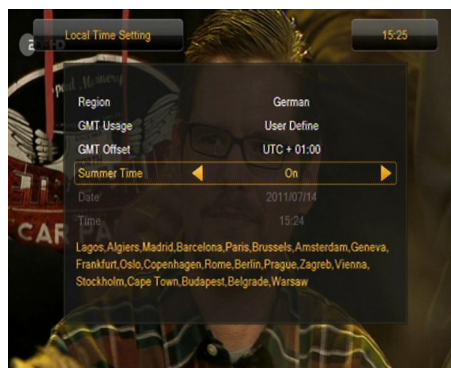 Local Time Setting
15:25
HD
Region German
GMT Usage User Define
GMT Offset UTC + 01:00
Summer Time On
Date 2011/07/14
Time 15:24
Lagos,Algiers,Madrid,Barcelona,Paris,Brussels,Amsterdam,Geneva,
Frankfurt,Oslo,Copenhagen,Rome,Berlin,Prague,Zagreb,Vienna,
Stockholm,Cape Town,Budapest,Belgrade,Warsaw